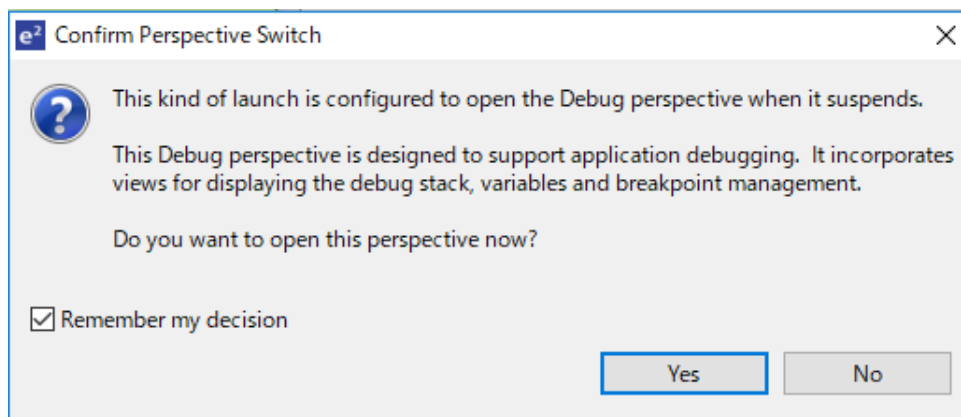 e² Confirm Perspective Switch
This kind of launch is configured to open the Debug perspective when it suspends.
This Debug perspective is designed to support application debugging.  It incorporates
views for displaying the debug stack, variables and breakpoint management.
Do you want to open this perspective now?
Remember my decision
Yes No